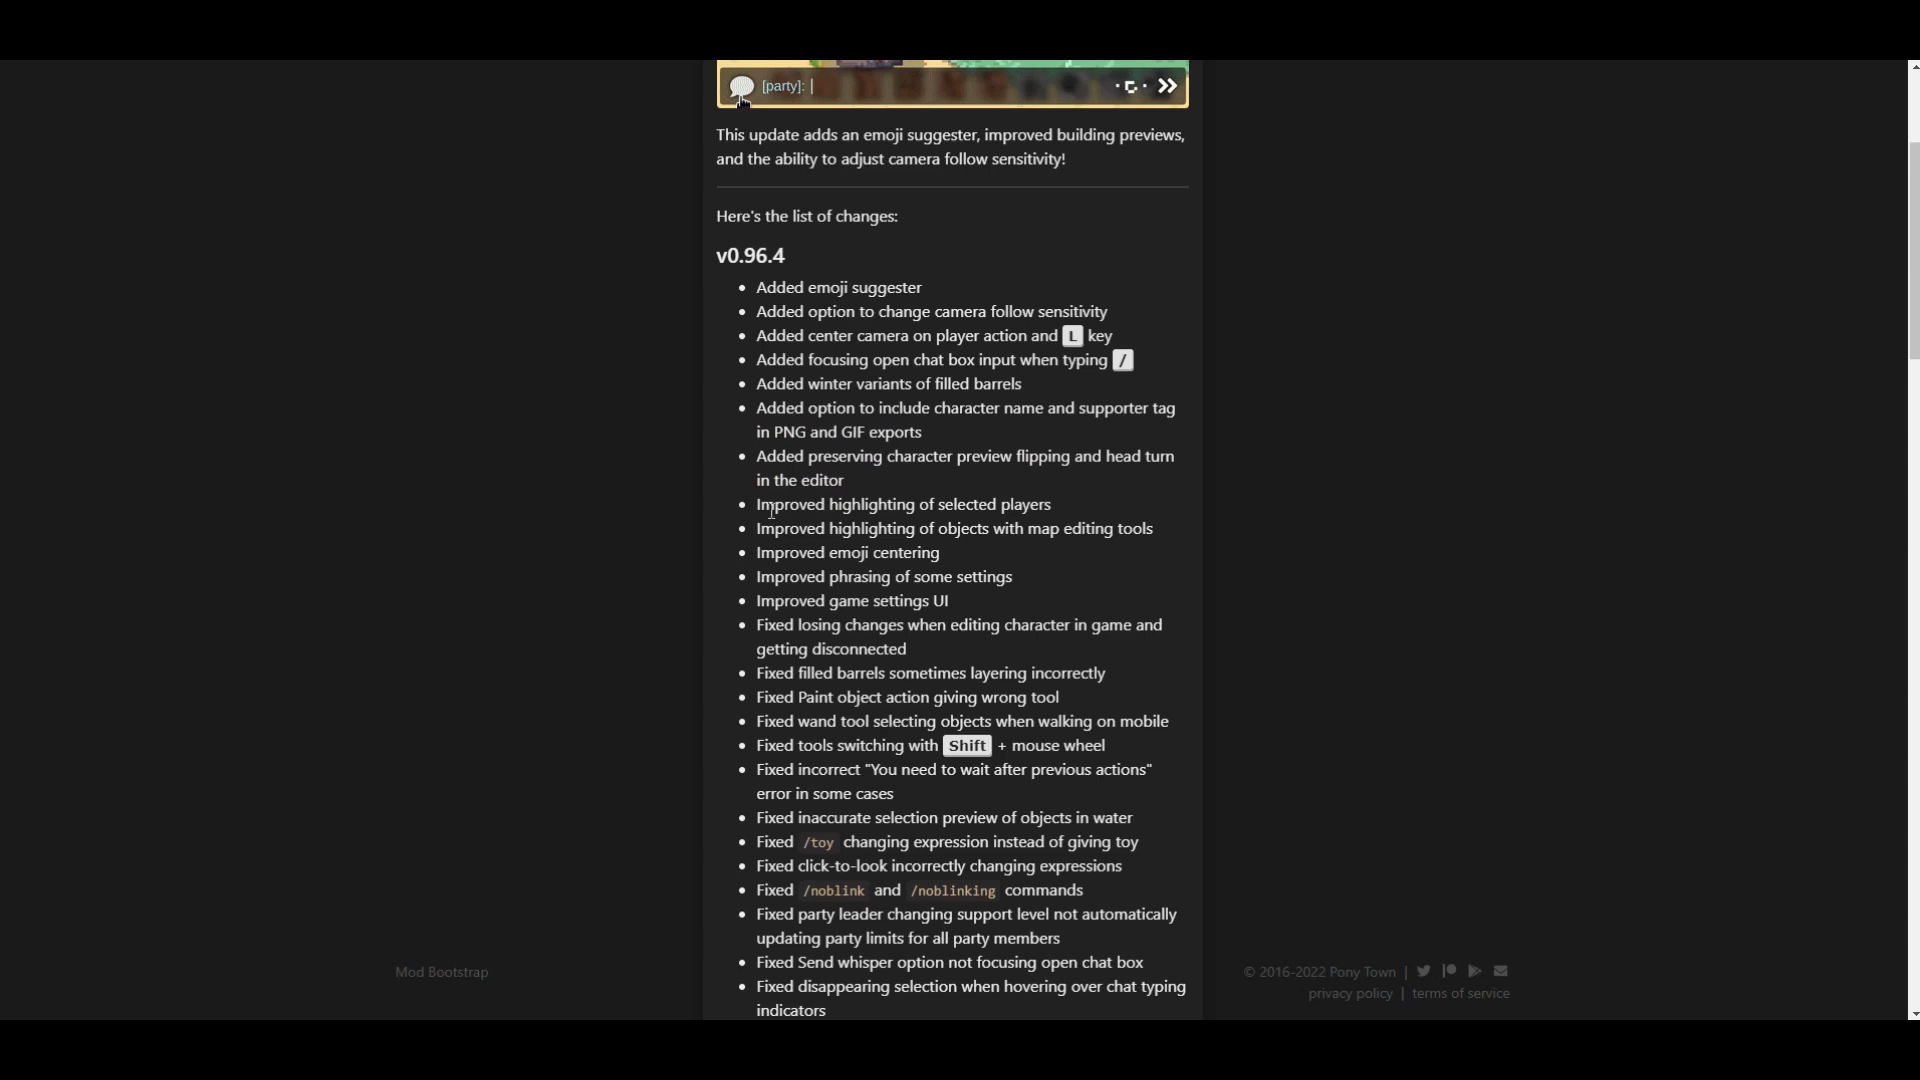 [party]:
This update adds an emoji suggester, improved building previews,
and the ability to adjust camera follow sensitivity!
Here's the list of changes:
v0.96.4
• Added emoji suggester
• Added option to change camera follow sensitivity
• Added center camera on player action and L key
• Added focusing open chat box input when typing /
• Added winter variants of filled barrels
• Added option to include character name and supporter tag
in PNG and GIF exports
• Added preserving character preview flipping and head turn
in the editor
• Improved highlighting of selected players
• Improved highlighting of objects with map editing tools
• Improved emoji centering
• Improved phrasing of some settings
• Improved game settings UI
• Fixed losing changes when editing character in game and
getting disconnected
• Fixed filled barrels sometimes layering incorrectly
• Fixed Paint object action giving wrong tool
• Fixed wand tool selecting objects when walking on mobile
• Fixed tools switching with Shift + mouse wheel
• Fixed incorrect "You need to wait after previous actions"
error in some cases
• Fixed inaccurate selection preview of objects in water
• Fixed /toy changing expression instead of giving toy
• Fixed click-to-look incorrectly changing expressions
• Fixed /noblink and /noblinking commands
• Fixed party leader changing support level not automatically
updating party limits for all party members
• Fixed Send whisper option not focusing open chat box
• Fixed disappearing selection when hovering over chat typing
indicators
Mod Bootstrap
© 2016-2022 Pony Town |
privacy policy | terms of service